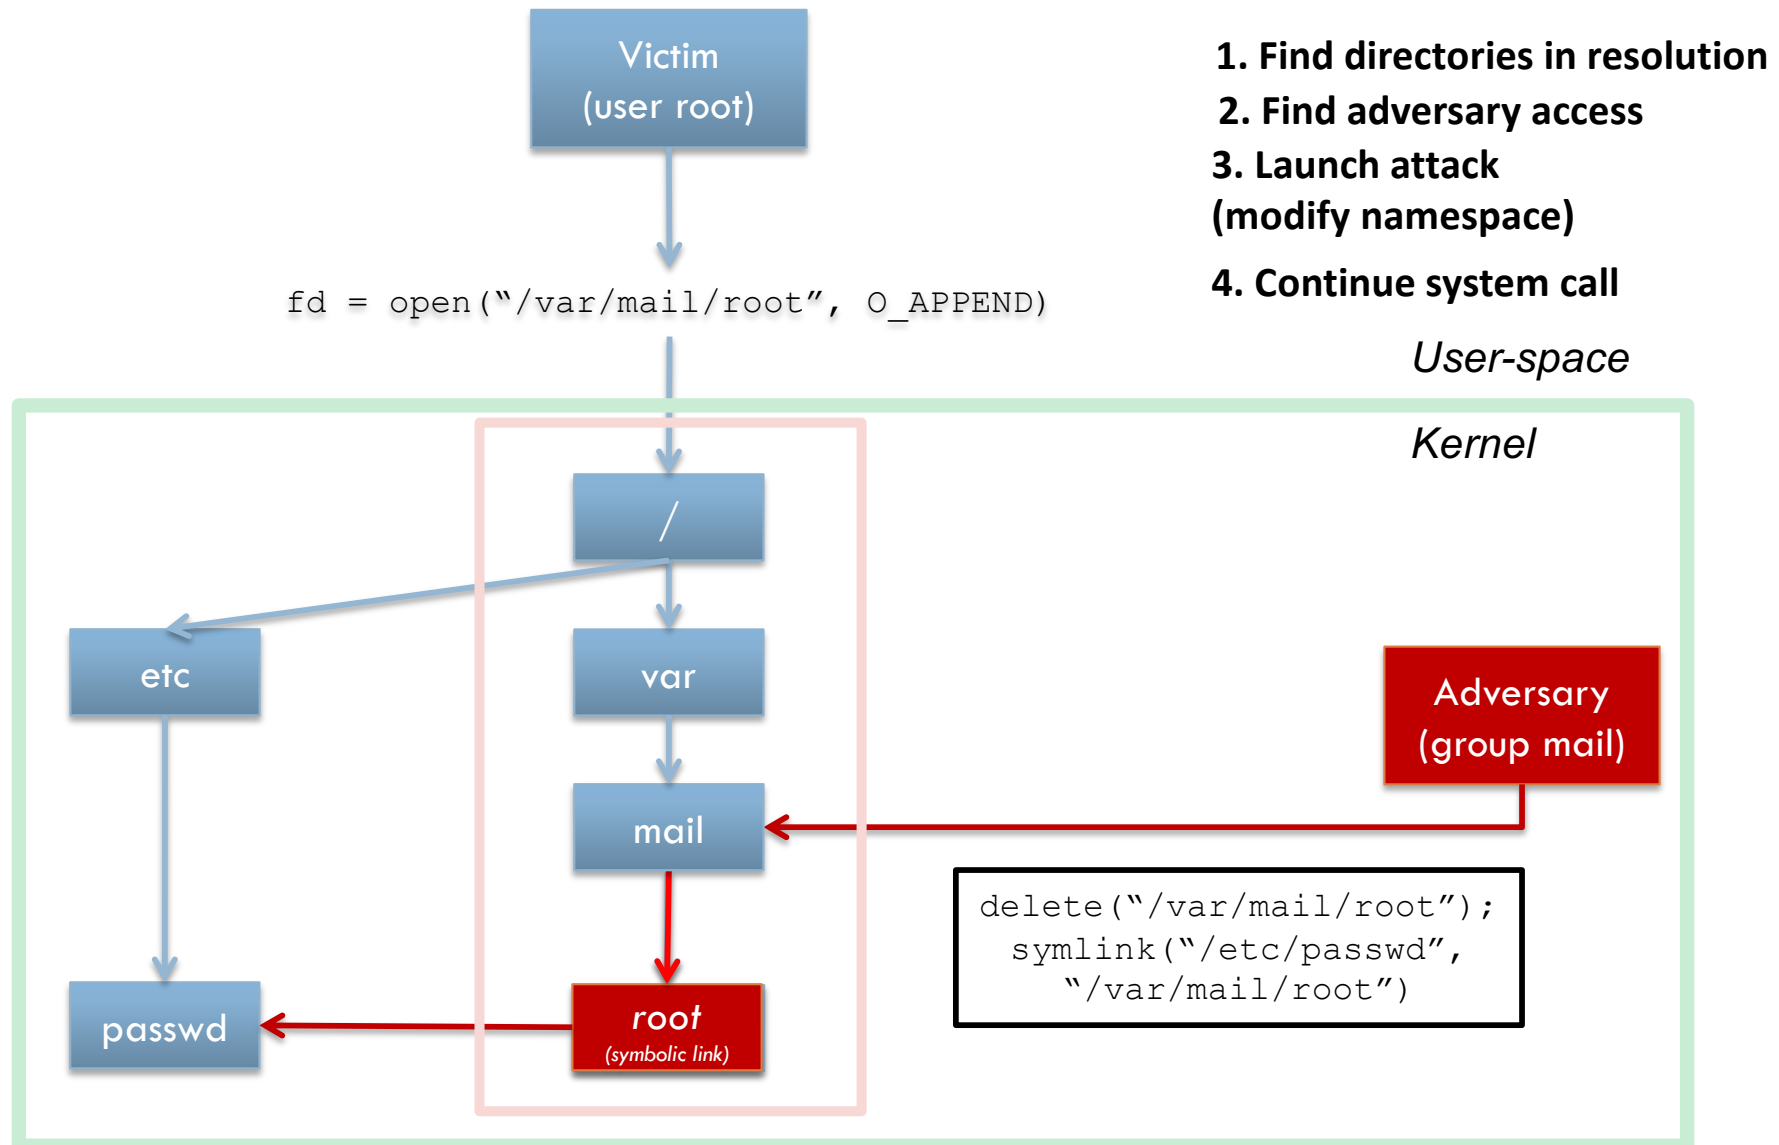 Victim
(user root)
1. Find directories in resolution
2. Find adversary access
3. Launch attack
(modify namespace)
4. Continue system call
fd = open(“/var/mail/root”, O_APPEND)
User-space
Kernel
/
etc
var
Adversary
(group mail)
mail
delete(“/var/mail/root”);
symlink(“/etc/passwd”,
“/var/mail/root”)
passwd
root
(symbolic link)